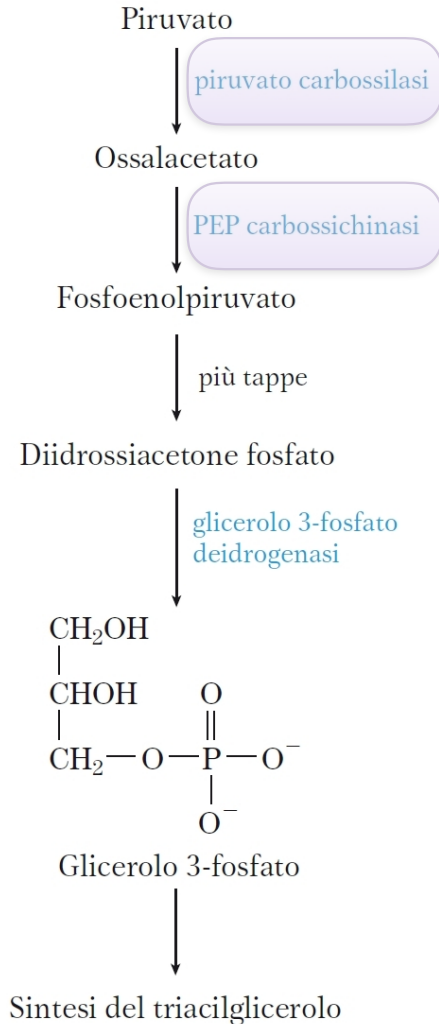 Piruvato
piruvato carbossilasi
Ossalacetato
PEP carbossichinasi
Fosfoenolpiruvato
più tappe
Diidrossiacetone fosfato
glicerolo 3-fosfato
deidrogenasi
CH₂OH
CHOH O
CH₂—O—P—O⁻
O⁻
Glicerolo 3-fosfato
Sintesi del triacilglicerolo